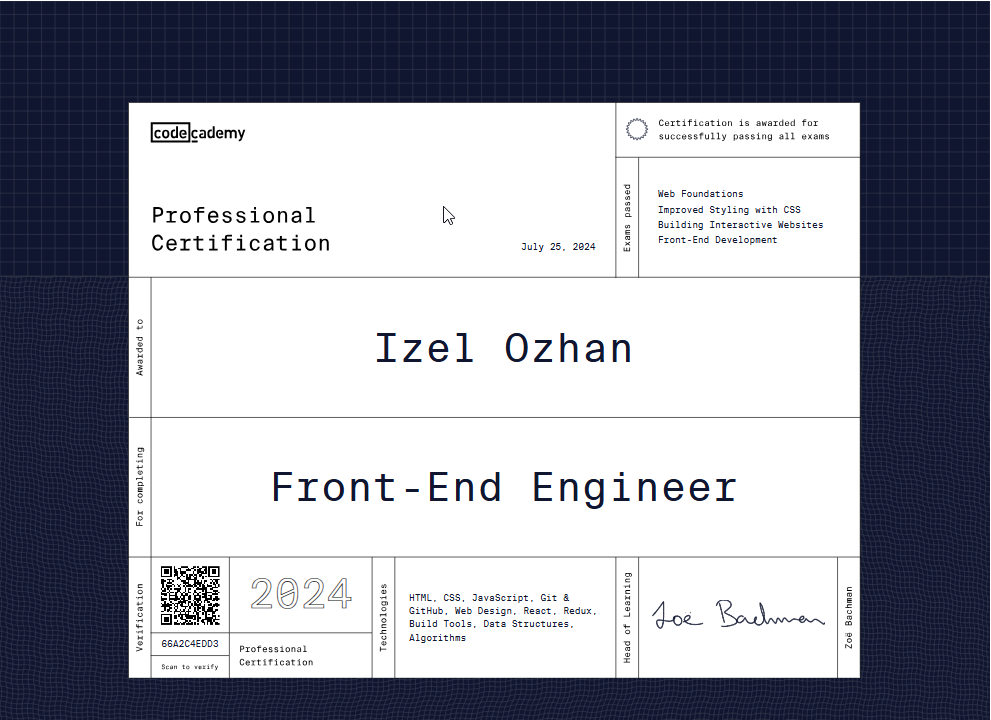 codecademy
Certification is awarded for
successfully passing all exams
Professional
Certification
July 25, 2024
Exams passed
Web Foundations
Improved Styling with CSS
Building Interactive Websites
Front-End Development
Awarded to
Izel Ozhan
For completing
Front-End Engineer
Verification
66A2C4EDD3
Scan to verify
2024
Professional
Certification
Technologies
HTML, CSS, JavaScript, Git &
GitHub, Web Design, React, Redux,
Build Tools, Data Structures,
Algorithms
Head of Learning
Zoë Bachman
Zoë Bachman